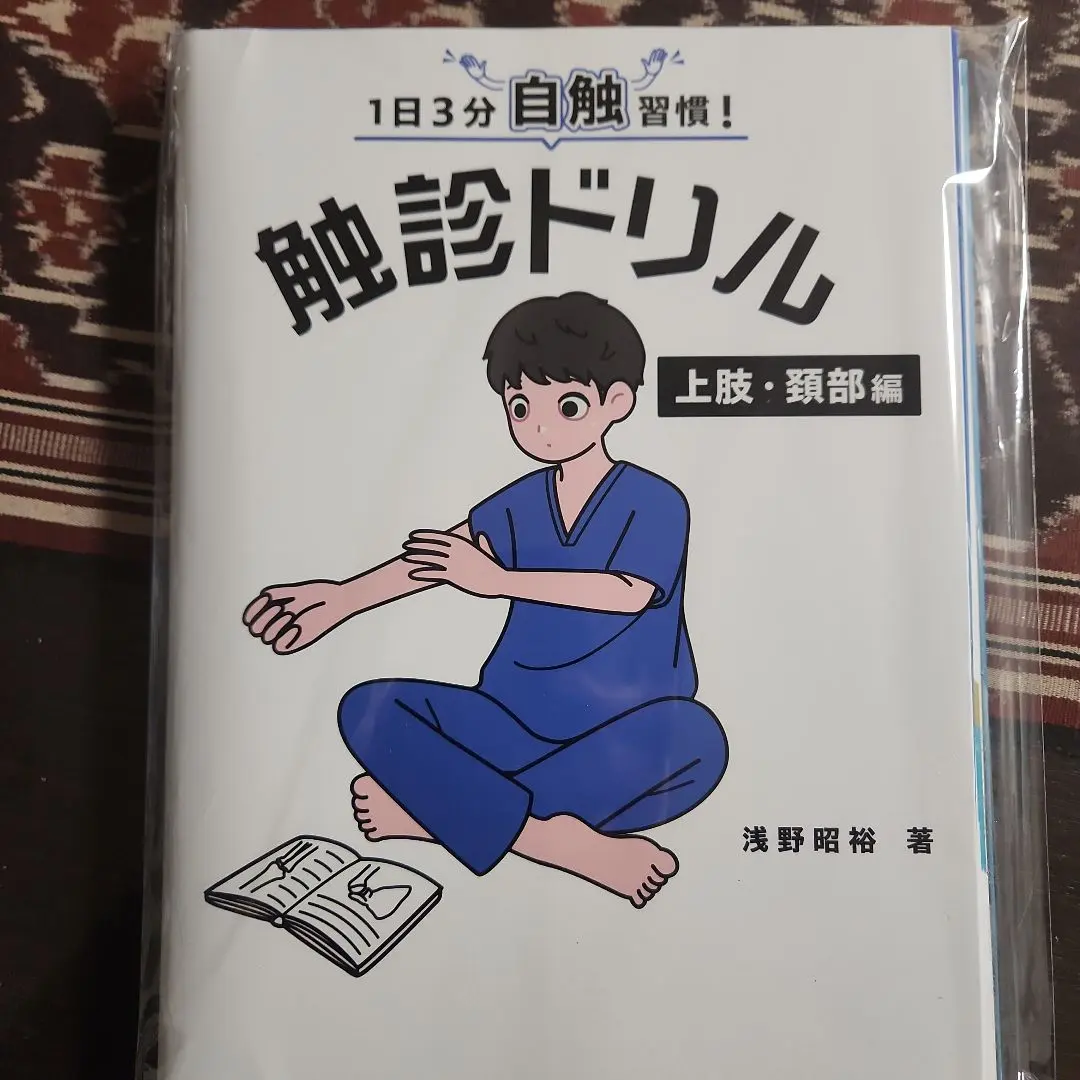 1日3分 自触 習慣!
触診ドリル
上肢・頚部 編
浅野昭裕 著